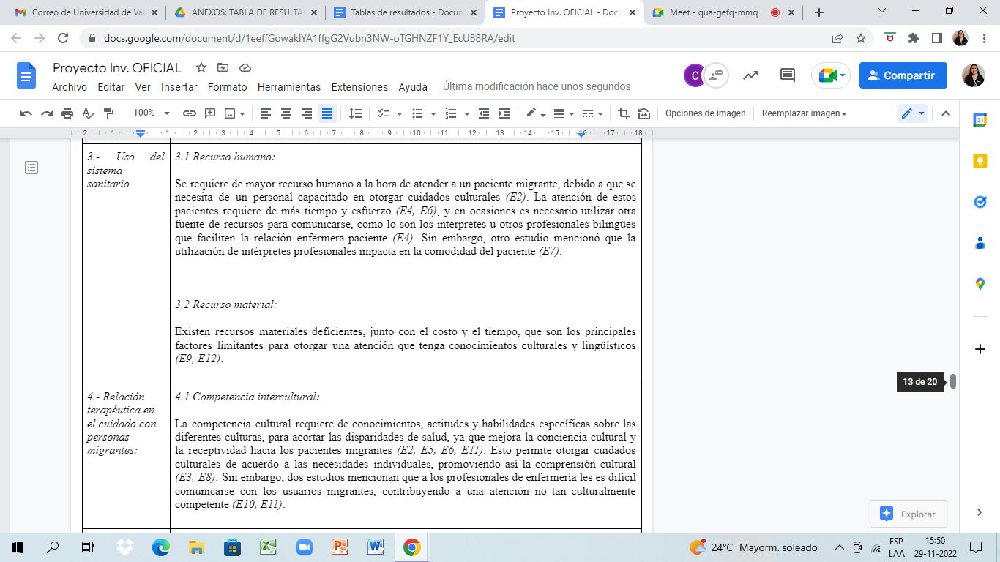 Correo de Universidad de Val
ANEXOS: TABLA DE RESULTA
Tablas de resultados - Docum
Proyecto Inv. OFICIAL - Docu
Meet - qua-gefq-mmq
docs.google.com/document/d/1eeffGowaklYA1ffgG2Vubn3NW-oTGHNZF1Y_EcUB8RA/edit
Proyecto Inv. OFICIAL
C
Compartir
Archivo Editar Ver Insertar Formato Herramientas Extensiones Ayuda Última modificación hace unos segundos
100% Opciones de imagen Reemplazar imagen
2 1 1 2 3 4 5 6 7 8 9 10 11 12 13 14 15 16 17 18
31
3.- Uso del
sistema
sanitario
3.1 Recurso humano:
Se requiere de mayor recurso humano a la hora de atender a un paciente migrante, debido a que se
necesita de un personal capacitado en otorgar cuidados culturales (E2). La atención de estos
pacientes requiere de más tiempo y esfuerzo (E4, E6), y en ocasiones es necesario utilizar otra
fuente de recursos para comunicarse, como lo son los intérpretes u otros profesionales bilingües
que faciliten la relación enfermera-paciente (E4). Sin embargo, otro estudio mencionó que la
utilización de intérpretes profesionales impacta en la comodidad del paciente (E7).
3.2 Recurso material:
Existen recursos materiales deficientes, junto con el costo y el tiempo, que son los principales
factores limitantes para otorgar una atención que tenga conocimientos culturales y lingüísticos
(E9, E12).
13 de 20
4.- Relación
terapéutica en
el cuidado con
personas
migrantes:
4.1 Competencia intercultural:
La competencia cultural requiere de conocimientos, actitudes y habilidades específicas sobre las
diferentes culturas, para acortar las disparidades de salud, ya que mejora la conciencia cultural y
la receptividad hacia los pacientes migrantes (E2, E5, E6, E11). Esto permite otorgar cuidados
culturales de acuerdo a las necesidades individuales, promoviendo así la comprensión cultural
(E3, E8). Sin embargo, dos estudios mencionan que a los profesionales de enfermería les es difícil
comunicarse con los usuarios migrantes, contribuyendo a una atención no tan culturalmente
competente (E10, E11).
Explorar
24°C Mayorm. soleado
ESP
LAA
15:50
29-11-2022